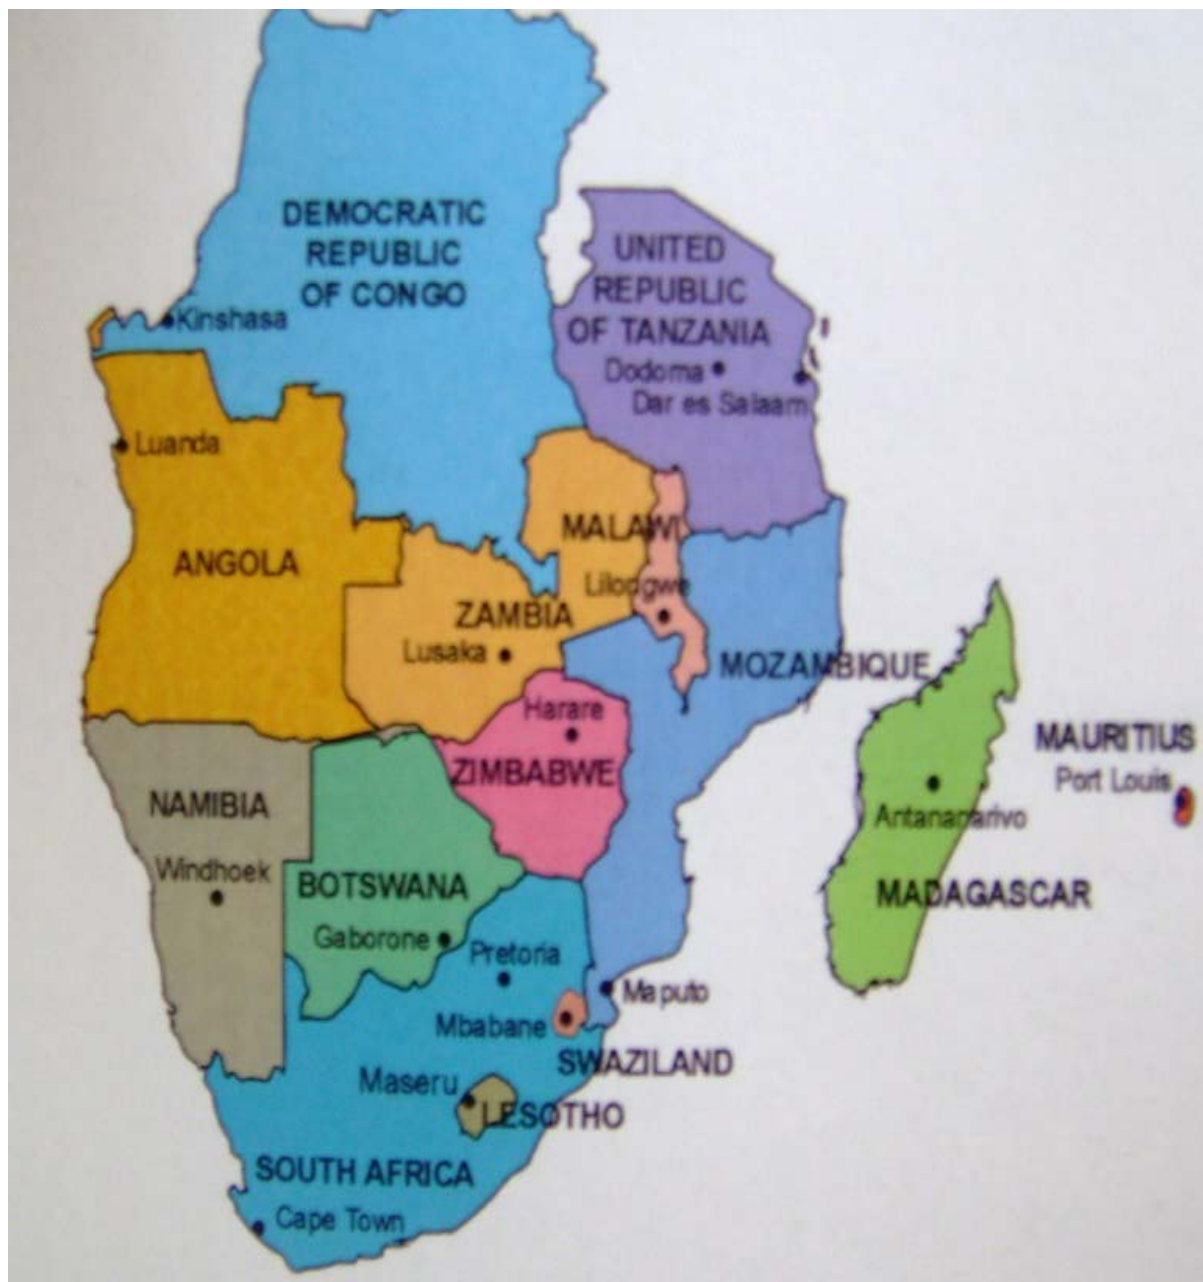 DEMOCRATIC
REPUBLIC
OF CONGO
UNITED
REPUBLIC
OF TANZANIA
Kinshasa
Dodoma
Dar es Salaam
Luanda
MALAWI
ANGOLA
Lilongwe
ZAMBIA
Lusaka
MOZAMBIQUE
Harare
MAURITIUS
ZIMBABWE
Port Louis
NAMIBIA
Antananarivo
Windhoek
BOTSWANA
MADAGASCAR
Gaborone
Pretoria
Maputo
Mbabane
SWAZILAND
Maseru
LESOTHO
SOUTH AFRICA
Cape Town